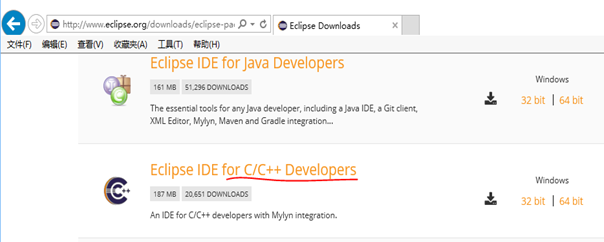 http://www.eclipse.org/downloads/eclipse-pac
Eclipse Downloads
文件(F) 编辑(E) 查看(V) 收藏夹(A) 工具(T) 帮助(H)
Eclipse IDE for Java Developers
161 MB 51,296 DOWNLOADS
The essential tools for any Java developer, including a Java IDE, a Git client,
XML Editor, Mylyn, Maven and Gradle integration...
Windows
32 bit | 64 bit
Eclipse IDE for C/C++ Developers
187 MB 20,651 DOWNLOADS
An IDE for C/C++ developers with Mylyn integration.
Windows
32 bit | 64 bit